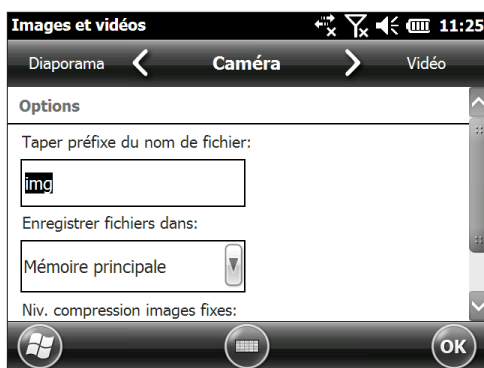 Images et vidéos 11:25
Diaporama Caméra Vidéo
Options
Taper préfixe du nom de fichier:
img
Enregistrer fichiers dans:
Mémoire principale
Niv. compression images fixes:
OK